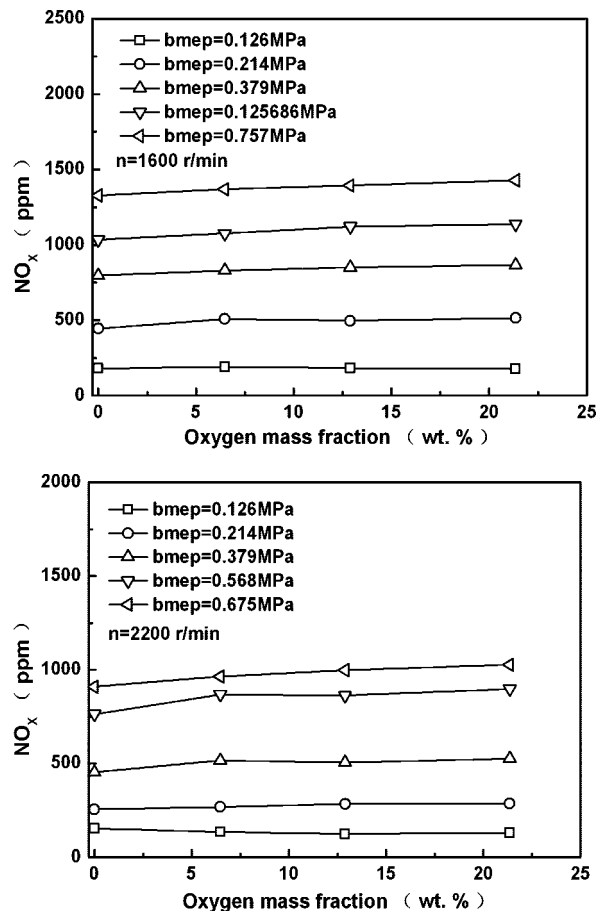 2500
bmep=0.126MPa
bmep=0.214MPa
2000
bmep=0.379MPa
bmep=0.125686MPa
bmep=0.757MPa
1500
n=1600 r/min
NOx （ ppm ）
1000
500
0
0 5 10 15 20 25
Oxygen mass fraction （ wt. % ）
2000
bmep=0.126MPa
bmep=0.214MPa
bmep=0.379MPa
1500
bmep=0.568MPa
bmep=0.675MPa
n=2200 r/min
NOx （ ppm ）
1000
500
0
0 5 10 15 20 25
Oxygen mass fraction （ wt. % ）